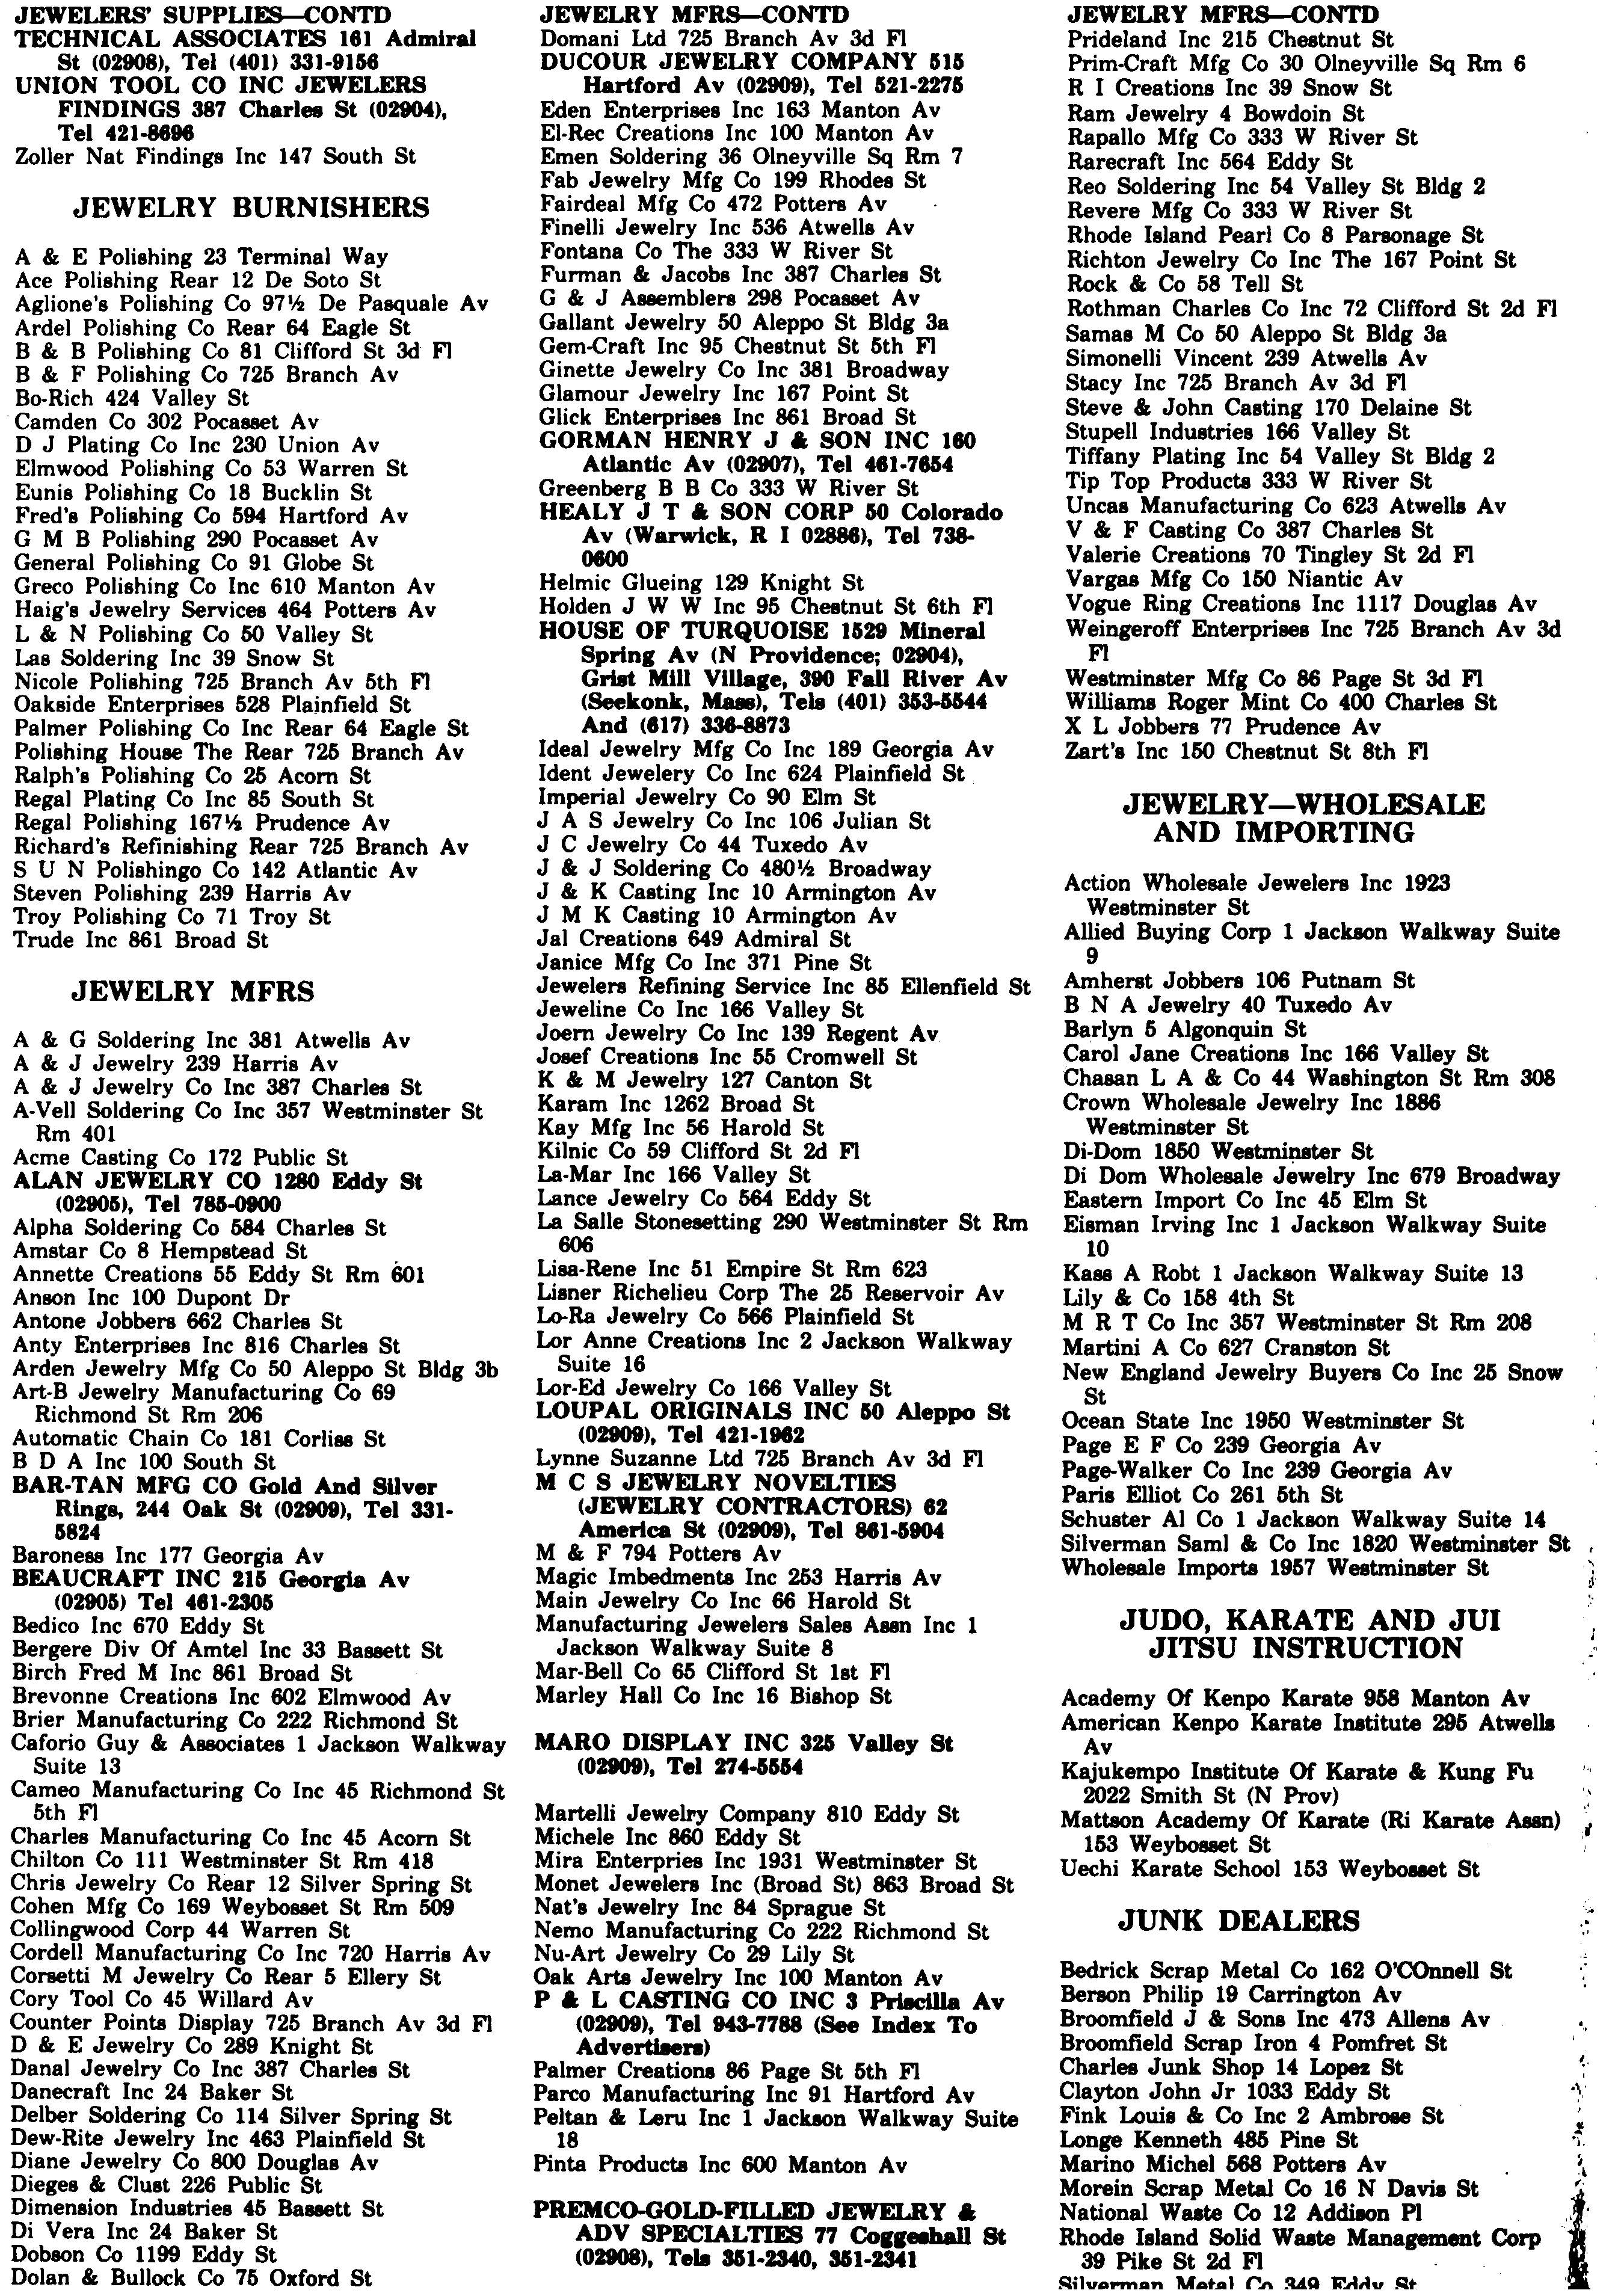 JEWELERS' SUPPLIES—CONTD
TECHNICAL ASSOCIATES 161 Admiral
St (02908), Tel (401) 331-9156
UNION TOOL CO INC JEWELERS
FINDINGS 387 Charles St (02904),
Tel 421-8696
Zoller Nat Findings Inc 147 South St
JEWELRY BURNISHERS
A & E Polishing 23 Terminal Way
Ace Polishing Rear 12 De Soto St
Aglione's Polishing Co 97½ De Pasquale Av
Ardel Polishing Co Rear 64 Eagle St
B & B Polishing Co 81 Clifford St 3d Fl
B & F Polishing Co 725 Branch Av
Bo-Rich 424 Valley St
Camden Co 302 Pocasset Av
D J Plating Co Inc 230 Union Av
Elmwood Polishing Co 53 Warren St
Eunis Polishing Co 18 Bucklin St
Fred's Polishing Co 594 Hartford Av
G M B Polishing 290 Pocasset Av
General Polishing Co 91 Globe St
Greco Polishing Co Inc 610 Manton Av
Haig's Jewelry Services 464 Potters Av
L & N Polishing Co 50 Valley St
Las Soldering Inc 39 Snow St
Nicole Polishing 725 Branch Av 5th Fl
Oakside Enterprises 528 Plainfield St
Palmer Polishing Co Inc Rear 64 Eagle St
Polishing House The Rear 725 Branch Av
Ralph's Polishing Co 25 Acorn St
Regal Plating Co Inc 85 South St
Regal Polishing 167½ Prudence Av
Richard's Refinishing Rear 725 Branch Av
S U N Polishingo Co 142 Atlantic Av
Steven Polishing 239 Harris Av
Troy Polishing Co 71 Troy St
Trude Inc 861 Broad St
JEWELRY MFRS
A & G Soldering Inc 381 Atwells Av
A & J Jewelry 239 Harris Av
A & J Jewelry Co Inc 387 Charles St
A-Vell Soldering Co Inc 357 Westminster St
Rm 401
Acme Casting Co 172 Public St
ALAN JEWELRY CO 1280 Eddy St
(02905), Tel 785-0900
Alpha Soldering Co 584 Charles St
Amstar Co 8 Hempstead St
Annette Creations 55 Eddy St Rm 601
Anson Inc 100 Dupont Dr
Antone Jobbers 662 Charles St
Anty Enterprises Inc 816 Charles St
Arden Jewelry Mfg Co 50 Aleppo St Bldg 3b
Art-B Jewelry Manufacturing Co 69
Richmond St Rm 206
Automatic Chain Co 181 Corliss St
B D A Inc 100 South St
BAR-TAN MFG CO Gold And Silver
Rings, 244 Oak St (02909), Tel 331-
5824
Baroness Inc 177 Georgia Av
BEAUCRAFT INC 215 Georgia Av
(02905) Tel 461-2305
Bedico Inc 670 Eddy St
Bergere Div Of Amtel Inc 33 Bassett St
Birch Fred M Inc 861 Broad St
Brevonne Creations Inc 602 Elmwood Av
Brier Manufacturing Co 222 Richmond St
Caforio Guy & Associates 1 Jackson Walkway
Suite 13
Cameo Manufacturing Co Inc 45 Richmond St
5th Fl
Charles Manufacturing Co Inc 45 Acorn St
Chilton Co 111 Westminster St Rm 418
Chris Jewelry Co Rear 12 Silver Spring St
Cohen Mfg Co 169 Weybosset St Rm 509
Collingwood Corp 44 Warren St
Cordell Manufacturing Co Inc 720 Harris Av
Corsetti M Jewelry Co Rear 5 Ellery St
Cory Tool Co 45 Willard Av
Counter Points Display 725 Branch Av 3d Fl
D & E Jewelry Co 289 Knight St
Danal Jewelry Co Inc 387 Charles St
Danecraft Inc 24 Baker St
Delber Soldering Co 114 Silver Spring St
Dew-Rite Jewelry Inc 463 Plainfield St
Diane Jewelry Co 800 Douglas Av
Dieges & Clust 226 Public St
Dimension Industries 45 Bassett St
Di Vera Inc 24 Baker St
Dobson Co 1199 Eddy St
Dolan & Bullock Co 75 Oxford St
JEWELRY MFRS—CONTD
Domani Ltd 725 Branch Av 3d Fl
DUCOUR JEWELRY COMPANY 515
Hartford Av (02909), Tel 521-2275
Eden Enterprises Inc 163 Manton Av
El-Rec Creations Inc 100 Manton Av
Emen Soldering 36 Olneyville Sq Rm 7
Fab Jewelry Mfg Co 199 Rhodes St
Fairdeal Mfg Co 472 Potters Av
Finelli Jewelry Inc 536 Atwells Av
Fontana Co The 333 W River St
Furman & Jacobs Inc 387 Charles St
G & J Assemblers 298 Pocasset Av
Gallant Jewelry 50 Aleppo St Bldg 3a
Gem-Craft Inc 95 Chestnut St 5th Fl
Ginette Jewelry Co Inc 381 Broadway
Glamour Jewelry Inc 167 Point St
Glick Enterprises Inc 861 Broad St
GORMAN HENRY J & SON INC 160
Atlantic Av (02907), Tel 461-7654
Greenberg B B Co 333 W River St
HEALY J T & SON CORP 50 Colorado
Av (Warwick, R I 02886), Tel 738-
0600
Helmic Glueing 129 Knight St
Holden J W W Inc 95 Chestnut St 6th Fl
HOUSE OF TURQUOISE 1529 Mineral
Spring Av (N Providence; 02904),
Grist Mill Village, 390 Fall River Av
(Seekonk, Mass), Tels (401) 353-5544
And (617) 336-8873
Ideal Jewelry Mfg Co Inc 189 Georgia Av
Ident Jewelery Co Inc 624 Plainfield St
Imperial Jewelry Co 90 Elm St
J A S Jewelry Co Inc 106 Julian St
J C Jewelry Co 44 Tuxedo Av
J & J Soldering Co 480½ Broadway
J & K Casting Inc 10 Armington Av
J M K Casting 10 Armington Av
Jal Creations 649 Admiral St
Janice Mfg Co Inc 371 Pine St
Jewelers Refining Service Inc 85 Ellenfield St
Jeweline Co Inc 166 Valley St
Joern Jewelry Co Inc 139 Regent Av
Josef Creations Inc 55 Cromwell St
K & M Jewelry 127 Canton St
Karam Inc 1262 Broad St
Kay Mfg Inc 56 Harold St
Kilnic Co 59 Clifford St 2d Fl
La-Mar Inc 166 Valley St
Lance Jewelry Co 564 Eddy St
La Salle Stonesetting 290 Westminster St Rm
606
Lisa-Rene Inc 51 Empire St Rm 623
Lisner Richelieu Corp The 25 Reservoir Av
Lo-Ra Jewelry Co 566 Plainfield St
Lor Anne Creations Inc 2 Jackson Walkway
Suite 16
Lor-Ed Jewelry Co 166 Valley St
LOUPAL ORIGINALS INC 50 Aleppo St
(02909), Tel 421-1962
Lynne Suzanne Ltd 725 Branch Av 3d Fl
M C S JEWELRY NOVELTIES
(JEWELRY CONTRACTORS) 62
America St (02909), Tel 861-5904
M & F 794 Potters Av
Magic Imbedments Inc 253 Harris Av
Main Jewelry Co Inc 66 Harold St
Manufacturing Jewelers Sales Assn Inc 1
Jackson Walkway Suite 8
Mar-Bell Co 65 Clifford St 1st Fl
Marley Hall Co Inc 16 Bishop St
MARO DISPLAY INC 325 Valley St
(02909), Tel 274-5554
Martelli Jewelry Company 810 Eddy St
Michele Inc 860 Eddy St
Mira Enterpries Inc 1931 Westminster St
Monet Jewelers Inc (Broad St) 863 Broad St
Nat's Jewelry Inc 84 Sprague St
Nemo Manufacturing Co 222 Richmond St
Nu-Art Jewelry Co 29 Lily St
Oak Arts Jewelry Inc 100 Manton Av
P & L CASTING CO INC 3 Priscilla Av
(02909), Tel 943-7788 (See Index To
Advertisers)
Palmer Creations 86 Page St 5th Fl
Parco Manufacturing Inc 91 Hartford Av
Peltan & Leru Inc 1 Jackson Walkway Suite
18
Pinta Products Inc 600 Manton Av
PREMCO-GOLD-FILLED JEWELRY &
ADV SPECIALTIES 77 Coggeshall St
(02908), Tels 351-2340, 351-2341
JEWELRY MFRS—CONTD
Prideland Inc 215 Chestnut St
Prim-Craft Mfg Co 30 Olneyville Sq Rm 6
R I Creations Inc 39 Snow St
Ram Jewelry 4 Bowdoin St
Rapallo Mfg Co 333 W River St
Rarecraft Inc 564 Eddy St
Reo Soldering Inc 54 Valley St Bldg 2
Revere Mfg Co 333 W River St
Rhode Island Pearl Co 8 Parsonage St
Richton Jewelry Co Inc The 167 Point St
Rock & Co 58 Tell St
Rothman Charles Co Inc 72 Clifford St 2d Fl
Samas M Co 50 Aleppo St Bldg 3a
Simonelli Vincent 239 Atwells Av
Stacy Inc 725 Branch Av 3d Fl
Steve & John Casting 170 Delaine St
Stupell Industries 166 Valley St
Tiffany Plating Inc 54 Valley St Bldg 2
Tip Top Products 333 W River St
Uncas Manufacturing Co 623 Atwells Av
V & F Casting Co 387 Charles St
Valerie Creations 70 Tingley St 2d Fl
Vargas Mfg Co 150 Niantic Av
Vogue Ring Creations Inc 1117 Douglas Av
Weingeroff Enterprises Inc 725 Branch Av 3d
Fl
Westminster Mfg Co 86 Page St 3d Fl
Williams Roger Mint Co 400 Charles St
X L Jobbers 77 Prudence Av
Zart's Inc 150 Chestnut St 8th Fl
JEWELRY—WHOLESALE
AND IMPORTING
Action Wholesale Jewelers Inc 1923
Westminster St
Allied Buying Corp 1 Jackson Walkway Suite
9
Amherst Jobbers 106 Putnam St
B N A Jewelry 40 Tuxedo Av
Barlyn 5 Algonquin St
Carol Jane Creations Inc 166 Valley St
Chasan L A & Co 44 Washington St Rm 308
Crown Wholesale Jewelry Inc 1886
Westminster St
Di-Dom 1850 Westminster St
Di Dom Wholesale Jewelry Inc 679 Broadway
Eastern Import Co Inc 45 Elm St
Eisman Irving Inc 1 Jackson Walkway Suite
10
Kass A Robt 1 Jackson Walkway Suite 13
Lily & Co 158 4th St
M R T Co Inc 357 Westminster St Rm 208
Martini A Co 627 Cranston St
New England Jewelry Buyers Co Inc 25 Snow
St
Ocean State Inc 1950 Westminster St
Page E F Co 239 Georgia Av
Page-Walker Co Inc 239 Georgia Av
Paris Elliot Co 261 5th St
Schuster Al Co 1 Jackson Walkway Suite 14
Silverman Saml & Co Inc 1820 Westminster St
Wholesale Imports 1957 Westminster St
JUDO, KARATE AND JUI
JITSU INSTRUCTION
Academy Of Kenpo Karate 958 Manton Av
American Kenpo Karate Institute 295 Atwells
Av
Kajukempo Institute Of Karate & Kung Fu
2022 Smith St (N Prov)
Mattson Academy Of Karate (Ri Karate Assn)
153 Weybosset St
Uechi Karate School 153 Weybosset St
JUNK DEALERS
Bedrick Scrap Metal Co 162 O'COnnell St
Berson Philip 19 Carrington Av
Broomfield J & Sons Inc 473 Allens Av
Broomfield Scrap Iron 4 Pomfret St
Charles Junk Shop 14 Lopez St
Clayton John Jr 1033 Eddy St
Fink Louis & Co Inc 2 Ambrose St
Longe Kenneth 485 Pine St
Marino Michel 568 Potters Av
Morein Scrap Metal Co 16 N Davis St
National Waste Co 12 Addison Pl
Rhode Island Solid Waste Management Corp
39 Pike St 2d Fl
Silverman Metal Co 349 Eddy St